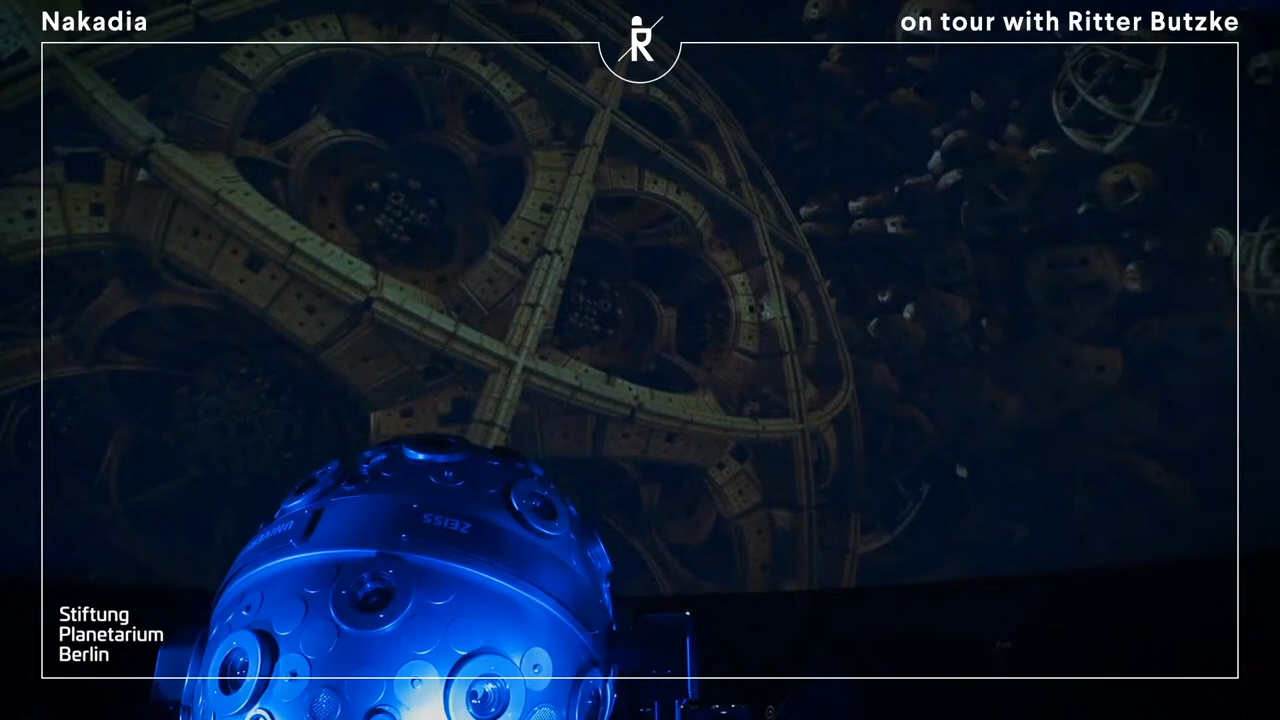 Nakadia
on tour with Ritter Butzke
R
ZEISS
Stiftung
Planetarium
Berlin